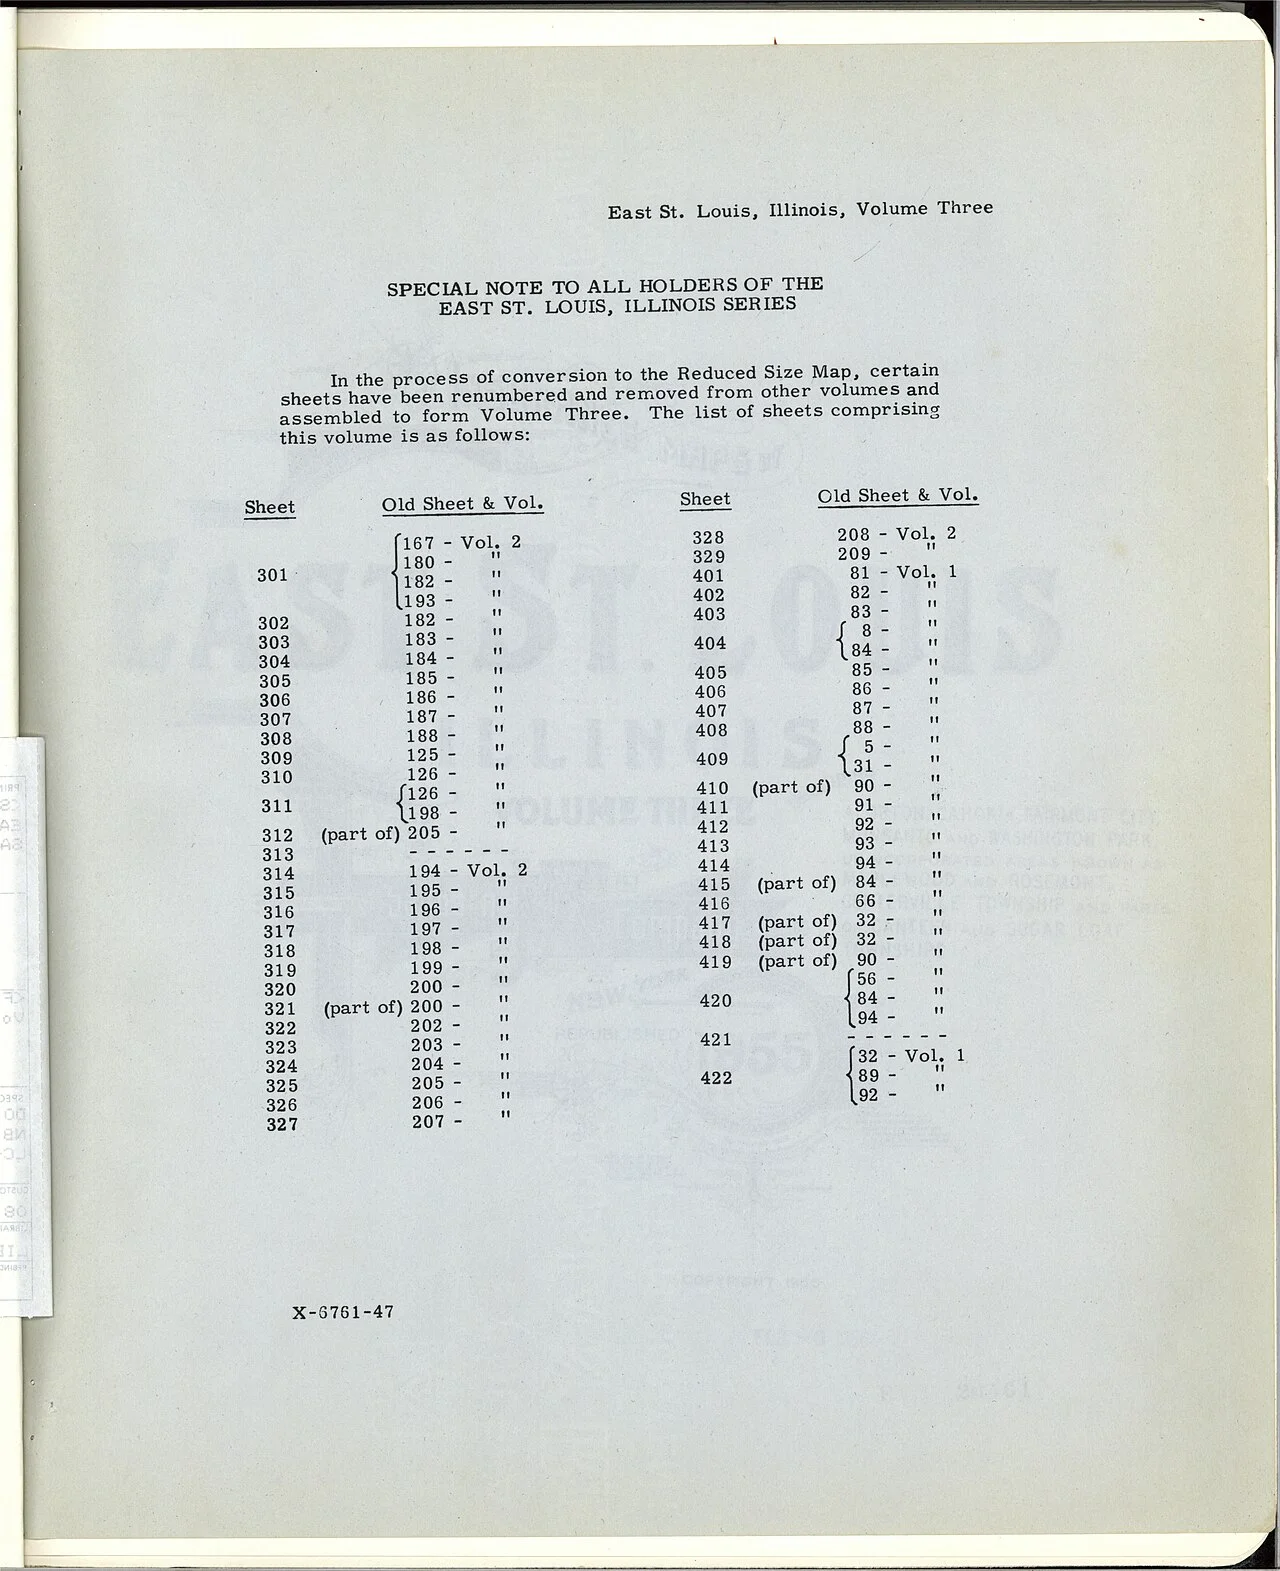 East St. Louis, Illinois, Volume Three
SPECIAL NOTE TO ALL HOLDERS OF THE
EAST ST. LOUIS, ILLINOIS SERIES
In the process of conversion to the Reduced Size Map, certain
sheets have been renumbered and removed from other volumes and
assembled to form Volume Three. The list of sheets comprising
this volume is as follows:
Sheet Old Sheet & Vol.
301 167 - Vol. 2
180 - "
182 - "
193 - "
302 182 - "
303 183 - "
304 184 - "
305 185 - "
306 186 - "
307 187 - "
308 188 - "
309 125 - "
310 126 - "
311 126 - "
198 - "
312 (part of) 205 - "
313 - - - - - -
314 194 - Vol. 2
315 195 - "
316 196 - "
317 197 - "
318 198 - "
319 199 - "
320 200 - "
321 (part of) 200 - "
322 202 - "
323 203 - "
324 204 - "
325 205 - "
326 206 - "
327 207 - "
Sheet Old Sheet & Vol.
328 208 - Vol. 2
329 209 - "
401 81 - Vol. 1
402 82 - "
403 83 - "
404 8 - "
84 - "
405 85 - "
406 86 - "
407 87 - "
408 88 - "
409 5 - "
31 - "
410 (part of) 90 - "
411 91 - "
412 92 - "
413 93 - "
414 94 - "
415 (part of) 84 - "
416 66 - "
417 (part of) 32 - "
418 (part of) 32 - "
419 (part of) 90 - "
420 56 - "
84 - "
94 - "
421 - - - - - -
422 32 - Vol. 1
89 - "
92 - "
X-6761-47